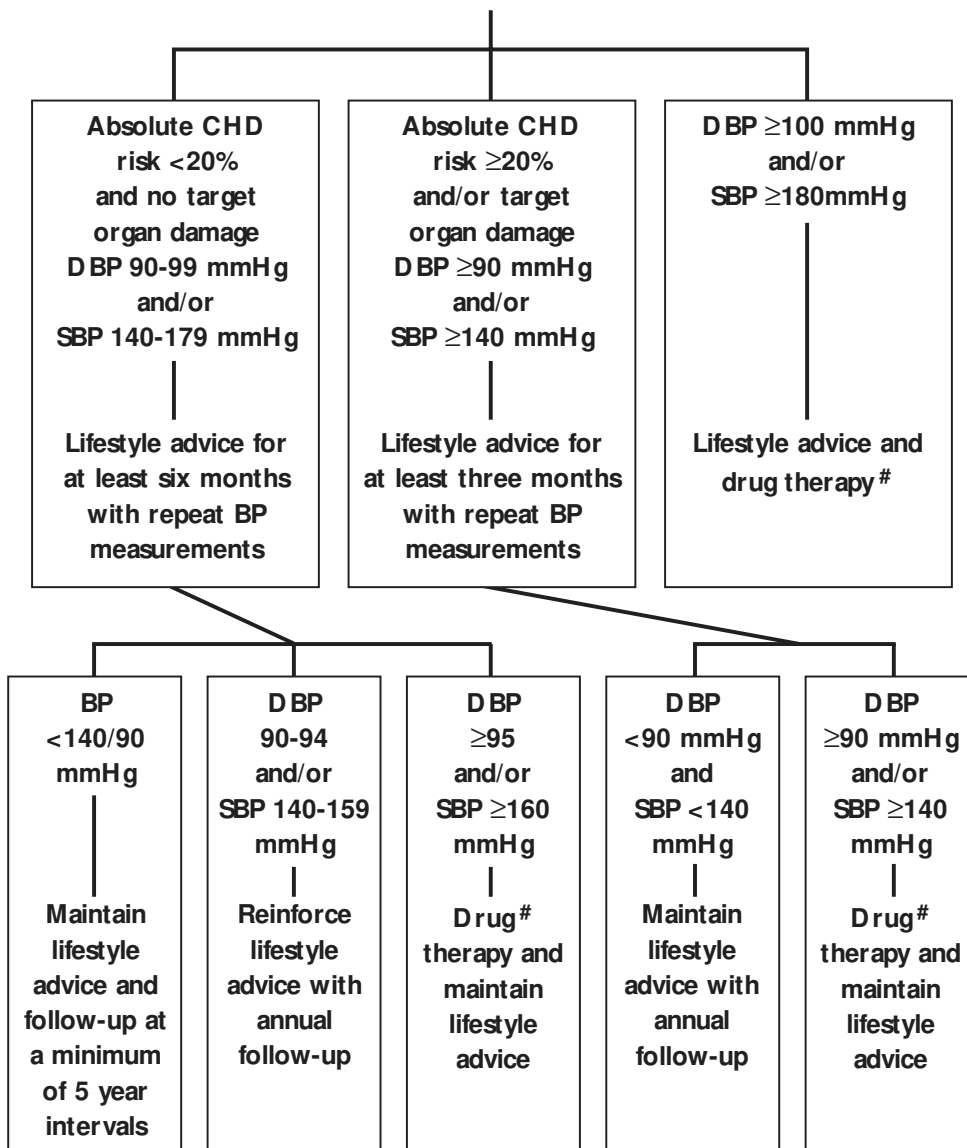 Absolute CHD
risk <20%
and no target
organ damage
DBP 90-99 mmHg
and/or
SBP 140-179 mmHg
Lifestyle advice for
at least six months
with repeat BP
measurements
Absolute CHD
risk ≥20%
and/or target
organ damage
DBP ≥90 mmHg
and/or
SBP ≥140 mmHg
Lifestyle advice for
at least three months
with repeat BP
measurements
DBP ≥100 mmHg
and/or
SBP ≥180mmHg
Lifestyle advice and
drug therapy#
BP
<140/90
mmHg
Maintain
lifestyle
advice and
follow-up at
a minimum
of 5 year
intervals
DBP
90-94
and/or
SBP 140-159
mmHg
Reinforce
lifestyle
advice with
annual
follow-up
DBP
≥95
and/or
SBP ≥160
mmHg
Drug#
therapy and
maintain
lifestyle
advice
DBP
<90 mmHg
and
SBP <140
mmHg
Maintain
lifestyle
advice with
annual
follow-up
DBP
≥90 mmHg
and/or
SBP ≥140
mmHg
Drug#
therapy and
maintain
lifestyle
advice